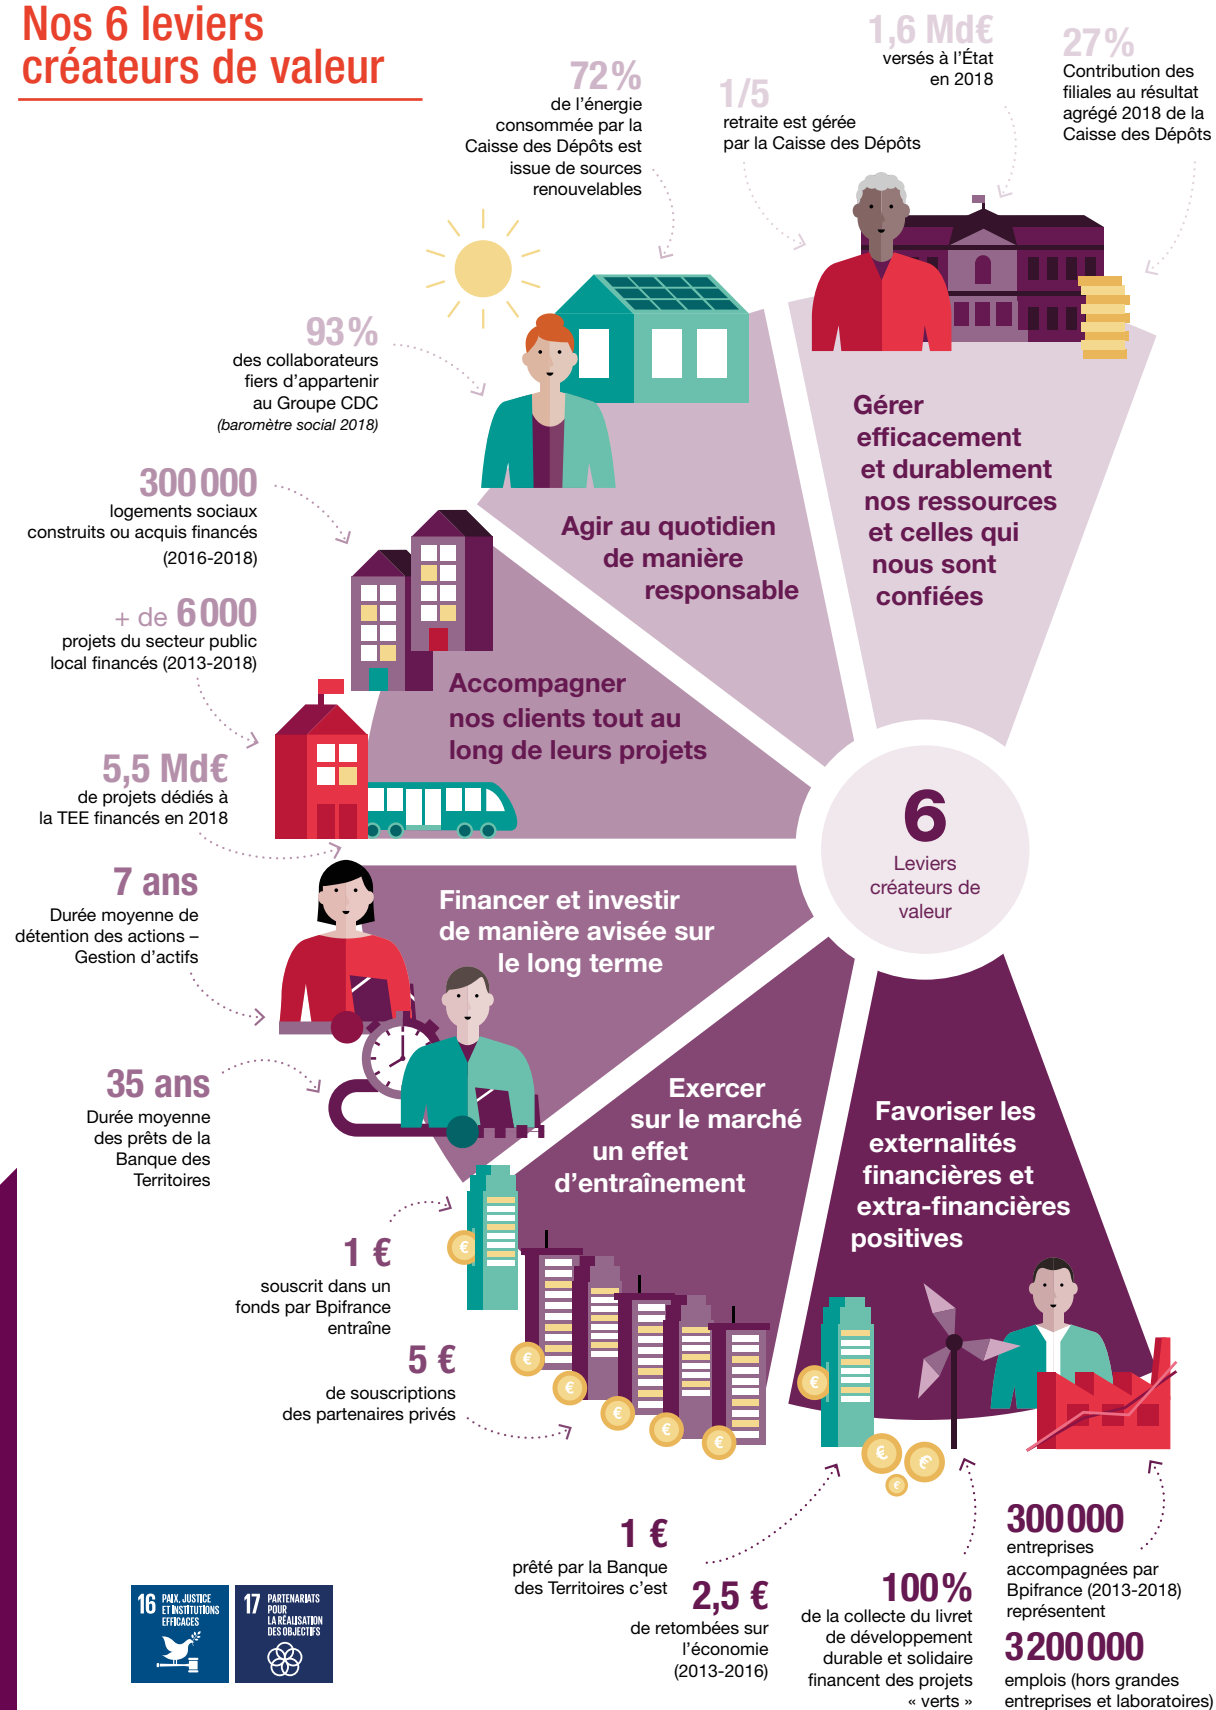 Nos 6 leviers
créateurs de valeur
72%
de l'énergie
consommée par la
Caisse des Dépôts est
issue de sources
renouvelables
1/5
retraite est gérée
par la Caisse des Dépôts
1,6 Md€
versés à l'État
en 2018
27%
Contribution des
filiales au résultat
agrégé 2018 de la
Caisse des Dépôts
93%
des collaborateurs
fiers d'appartenir
au Groupe CDC
(baromètre social 2018)
300 000
logements sociaux
construits ou acquis financés
(2016-2018)
+ de 6 000
projets du secteur public
local financés (2013-2018)
5,5 Md€
de projets dédiés à
la TEE financés en 2018
7 ans
Durée moyenne de
détention des actions –
Gestion d'actifs
35 ans
Durée moyenne
des prêts de la
Banque des
Territoires
1 €
souscrit dans un
fonds par Bpifrance
entraîne
5 €
de souscriptions
des partenaires privés
Gérer
efficacement
et durablement
nos ressources
et celles qui
nous sont
confiées
Agir au quotidien
de manière
responsable
Accompagner
nos clients tout au
long de leurs projets
Financer et investir
de manière avisée sur
le long terme
Exercer
sur le marché
un effet
d'entraînement
Favoriser les
externalités
financières et
extra-financières
positives
6
Leviers
créateurs de
valeur
€
€
€
€
€
€
€
€
€
€
1 €
prêté par la Banque
des Territoires c'est
2,5 €
de retombées sur
l'économie
(2013-2016)
100%
de la collecte du livret
de développement
durable et solidaire
financent des projets
« verts »
300 000
entreprises
accompagnées par
Bpifrance (2013-2018)
représentent
3 200 000
emplois (hors grandes
entreprises et laboratoires)
16 PAIX, JUSTICE
ET INSTITUTIONS
EFFICACES
17 PARTENARIATS
POUR
LA RÉALISATION
DES OBJECTIFS